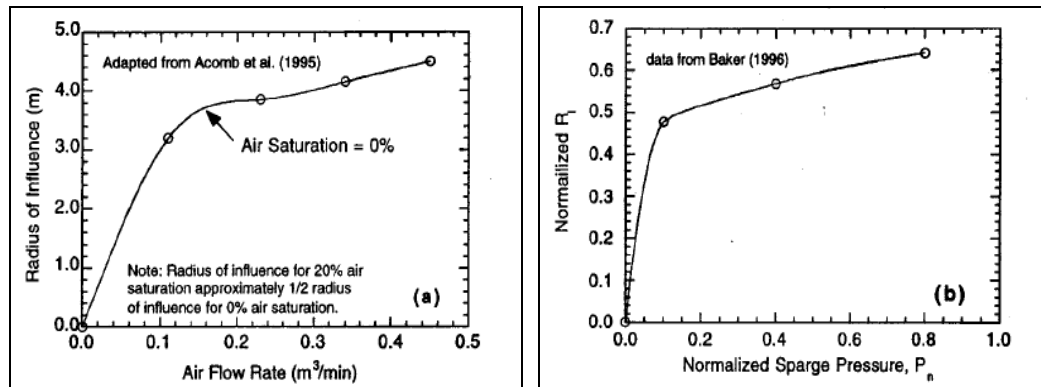 5.0
4.0
3.0
2.0
1.0
0.0
Radius of Influence (m)
Adapted from Acomb et al. (1995)
Air Saturation = 0%
Note: Radius of influence for 20% air
saturation approximately 1/2 radius
of influence for 0% air saturation.
(a)
0.0 0.1 0.2 0.3 0.4 0.5
Air Flow Rate (m³/min)
0.7
0.6
0.5
0.4
0.3
0.2
0.1
0.0
Normailized R_I
data from Baker (1996)
(b)
0.0 0.2 0.4 0.6 0.8 1.0
Normalized Sparge Pressure, P_n